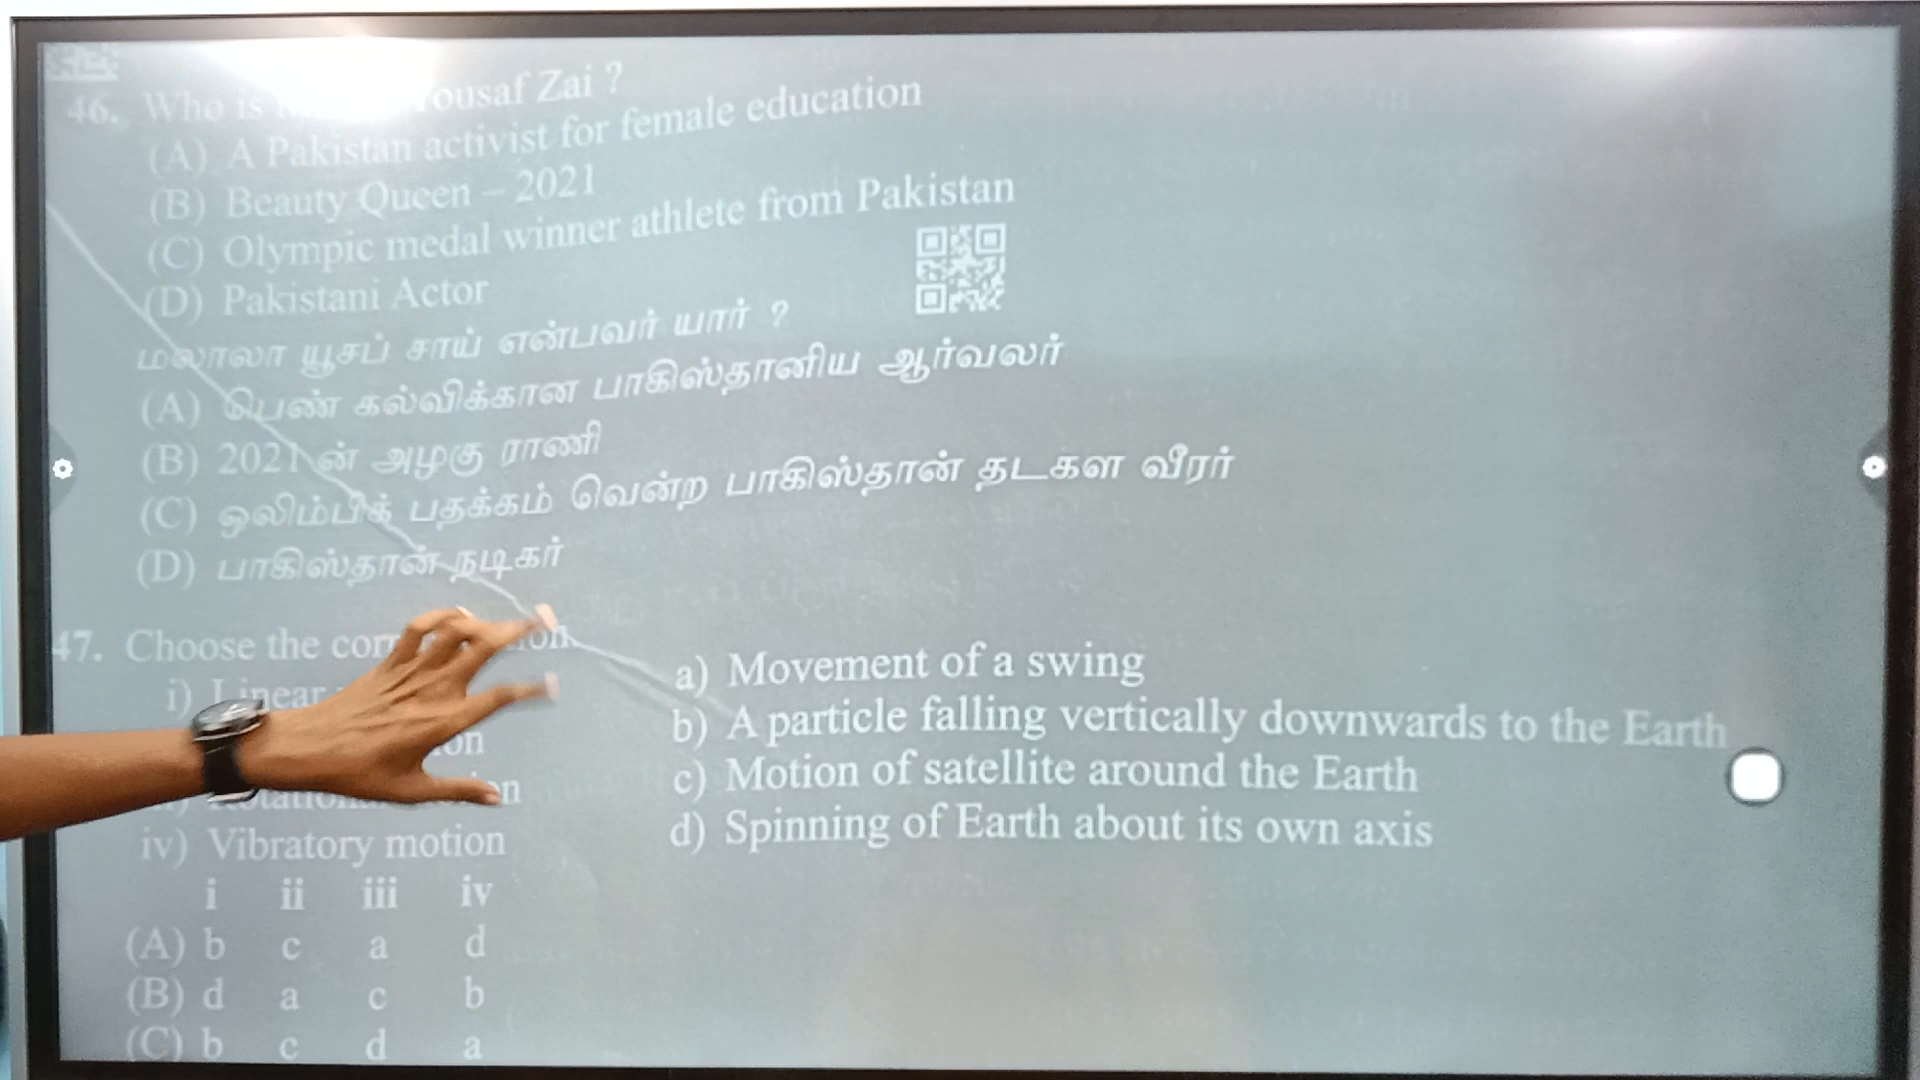 46. Who is ousaf Zai ?
(A) A Pakistan activist for female education
(B) Beauty Queen – 2021
(C) Olympic medal winner athlete from Pakistan
(D) Pakistani Actor
மலாலா யூசுப் சாய் என்பவர் யார் ?
(A) பெண் கல்விக்கான பாகிஸ்தானிய ஆர்வலர்
(B) 2021 ன் அழகு ராணி
(C) ஒலிம்பிக் பதக்கம் வென்ற பாகிஸ்தான் தடகள வீரர்
(D) பாகிஸ்தான் நடிகர்
47. Choose the
i) Linear
a) Movement of a swing
b) A particle falling vertically downwards to the Earth
c) Motion of satellite around the Earth
iv) Vibratory motion
d) Spinning of Earth about its own axis
i ii iii iv
(A) b c a d
(B) d a c b
(C) b c d a